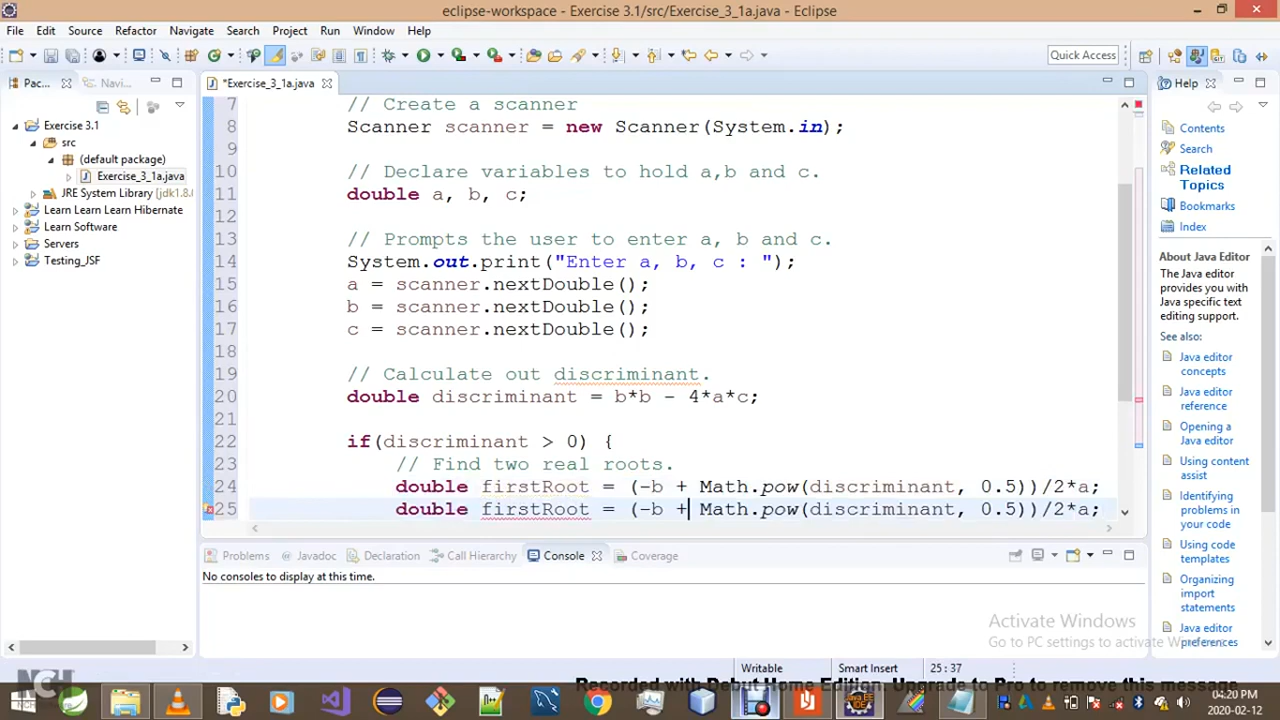 eclipse-workspace - Exercise 3.1/src/Exercise_3_1a.java - Eclipse
File Edit Source Refactor Navigate Search Project Run Window Help
Quick Access
Pac... Navi... *Exercise_3_1a.java Help
Exercise 3.1
src
(default package)
Exercise_3_1a.java
JRE System Library [jdk1.8.0
Learn Learn Learn Hibernate
Learn Software
Servers
Testing_JSF
7 // Create a scanner
8 Scanner scanner = new Scanner(System.in);
9
10 // Declare variables to hold a,b and c.
11 double a, b, c;
12
13 // Prompts the user to enter a, b and c.
14 System.out.print("Enter a, b, c : ");
15 a = scanner.nextDouble();
16 b = scanner.nextDouble();
17 c = scanner.nextDouble();
18
19 // Calculate out discriminant.
20 double discriminant = b*b - 4*a*c;
21
22 if(discriminant > 0) {
23 // Find two real roots.
24 double firstRoot = (-b + Math.pow(discriminant, 0.5))/2*a;
25 double firstRoot = (-b + Math.pow(discriminant, 0.5))/2*a;
Contents
Search
Related
Topics
Bookmarks
Index
About Java Editor
The Java editor
provides you with
Java specific text
editing support.
See also:
Java editor
concepts
Java editor
reference
Opening a
Java editor
Using content
assist
Identifying
problems in
your code
Using code
templates
Organizing
import
statements
Java editor
preferences
Problems Javadoc Declaration Call Hierarchy Console Coverage
No consoles to display at this time.
Activate Windows
Go to PC settings to activate Windows.
Writable Smart Insert 25 : 37
NCH
Recorded with Debut Home Edition. Upgrade to Pro to remove this message
04:20 PM
2020-02-12